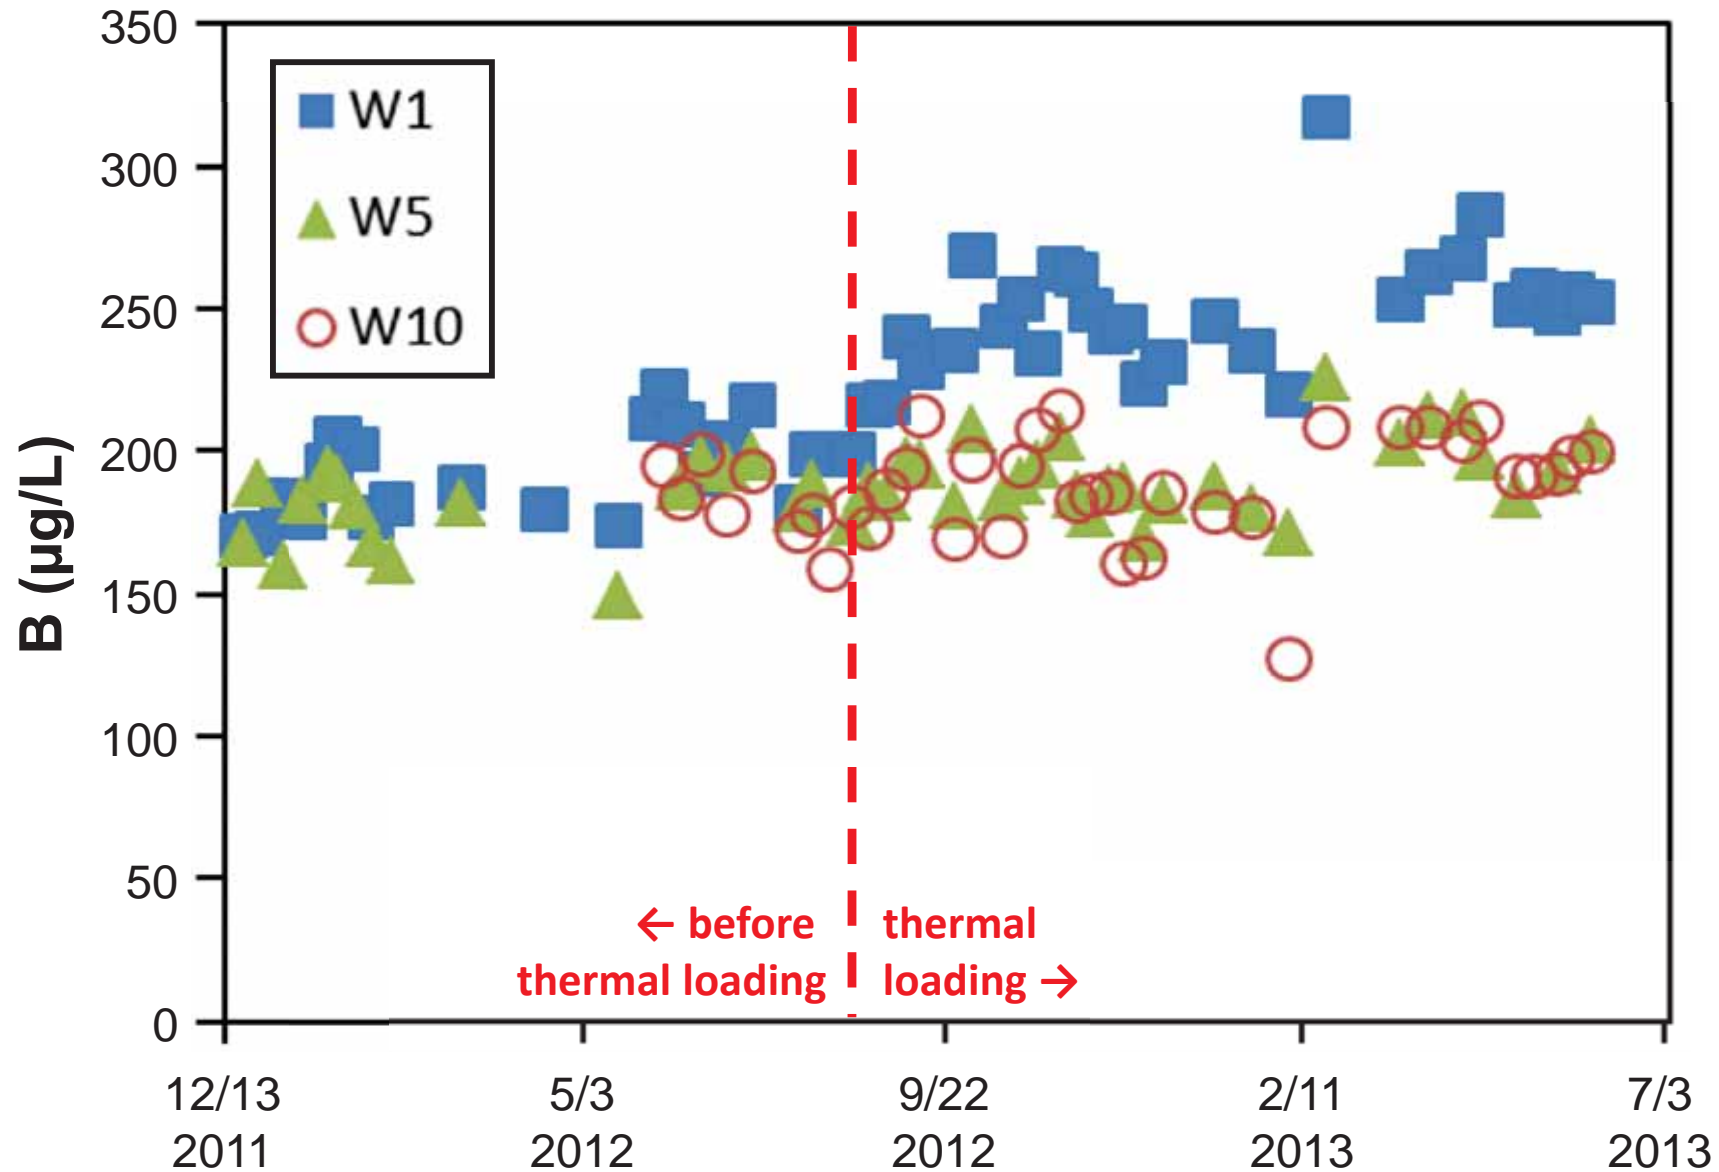 350
300
250
200
150
100
50
0
B (µg/L)
W1
W5
W10
← before
thermal loading
thermal
loading →
12/13
2011
5/3
2012
9/22
2012
2/11
2013
7/3
2013